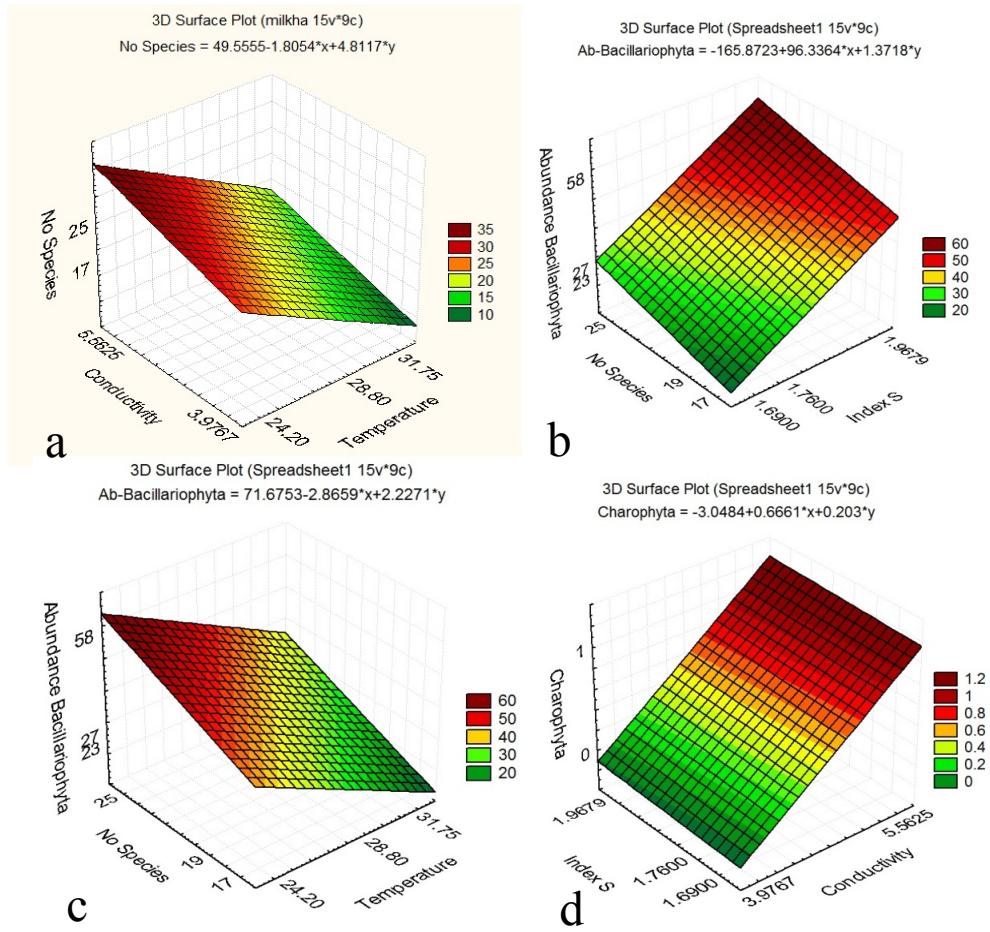 3D Surface Plot (milkha 15v*9c)
No Species = 49.5555-1.8054*x+4.8117*y
No Species
25
17
5.5625
Conductivity
3.9767
24.20
28.80
31.75
Temperature
35
30
25
20
15
10
a
3D Surface Plot (Spreadsheet1 15v*9c)
Ab-Bacillariophyta = -165.8723+96.3364*x+1.3718*y
Abundance Bacillariophyta
58
27
23
25
No Species
19
17
1.6900
1.7600
1.9679
Index S
60
50
40
30
20
b
3D Surface Plot (Spreadsheet1 15v*9c)
Ab-Bacillariophyta = 71.6753-2.8659*x+2.2271*y
Abundance Bacillariophyta
58
27
23
25
No Species
19
17
24.20
28.80
31.75
Temperature
60
50
40
30
20
c
3D Surface Plot (Spreadsheet1 15v*9c)
Charophyta = -3.0484+0.6661*x+0.203*y
Charophyta
1
0
1.9679
Index S
1.7600
1.6900
3.9767
5.5625
Conductivity
1.2
1
0.8
0.6
0.4
0.2
0
d